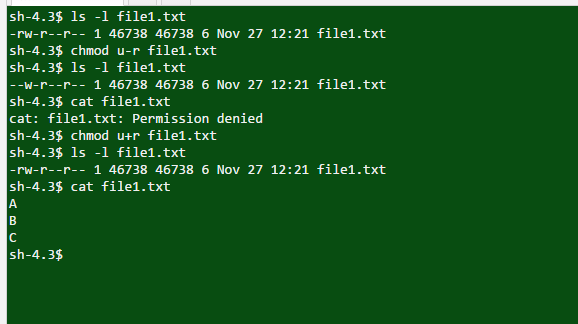 sh-4.3$ ls -l file1.txt
-rw-r--r-- 1 46738 46738 6 Nov 27 12:21 file1.txt
sh-4.3$ chmod u-r file1.txt
sh-4.3$ ls -l file1.txt
--w-r--r-- 1 46738 46738 6 Nov 27 12:21 file1.txt
sh-4.3$ cat file1.txt
cat: file1.txt: Permission denied
sh-4.3$ chmod u+r file1.txt
sh-4.3$ ls -l file1.txt
-rw-r--r-- 1 46738 46738 6 Nov 27 12:21 file1.txt
sh-4.3$ cat file1.txt
A
B
C
sh-4.3$